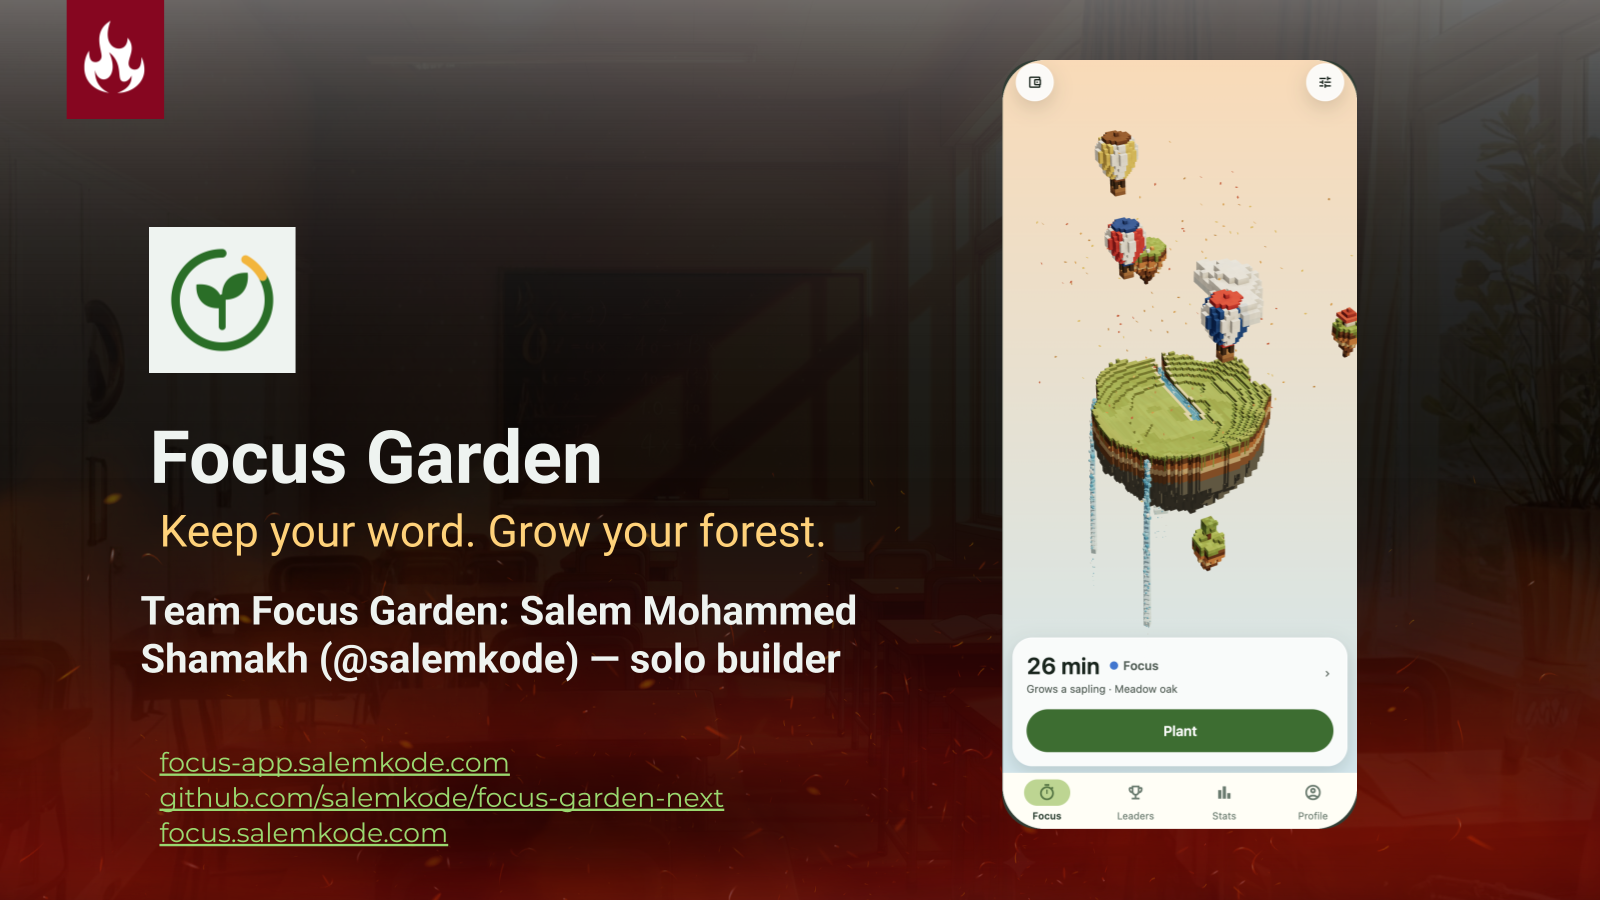 Focus Garden
Keep your word. Grow your forest.
Team Focus Garden: Salem Mohammed
Shamakh (@salemkode) — solo builder
focus-app.salemkode.com
github.com/salemkode/focus-garden-next
focus.salemkode.com
26 min Focus
Grows a sapling · Meadow oak
Plant
Focus Leaders Stats Profile